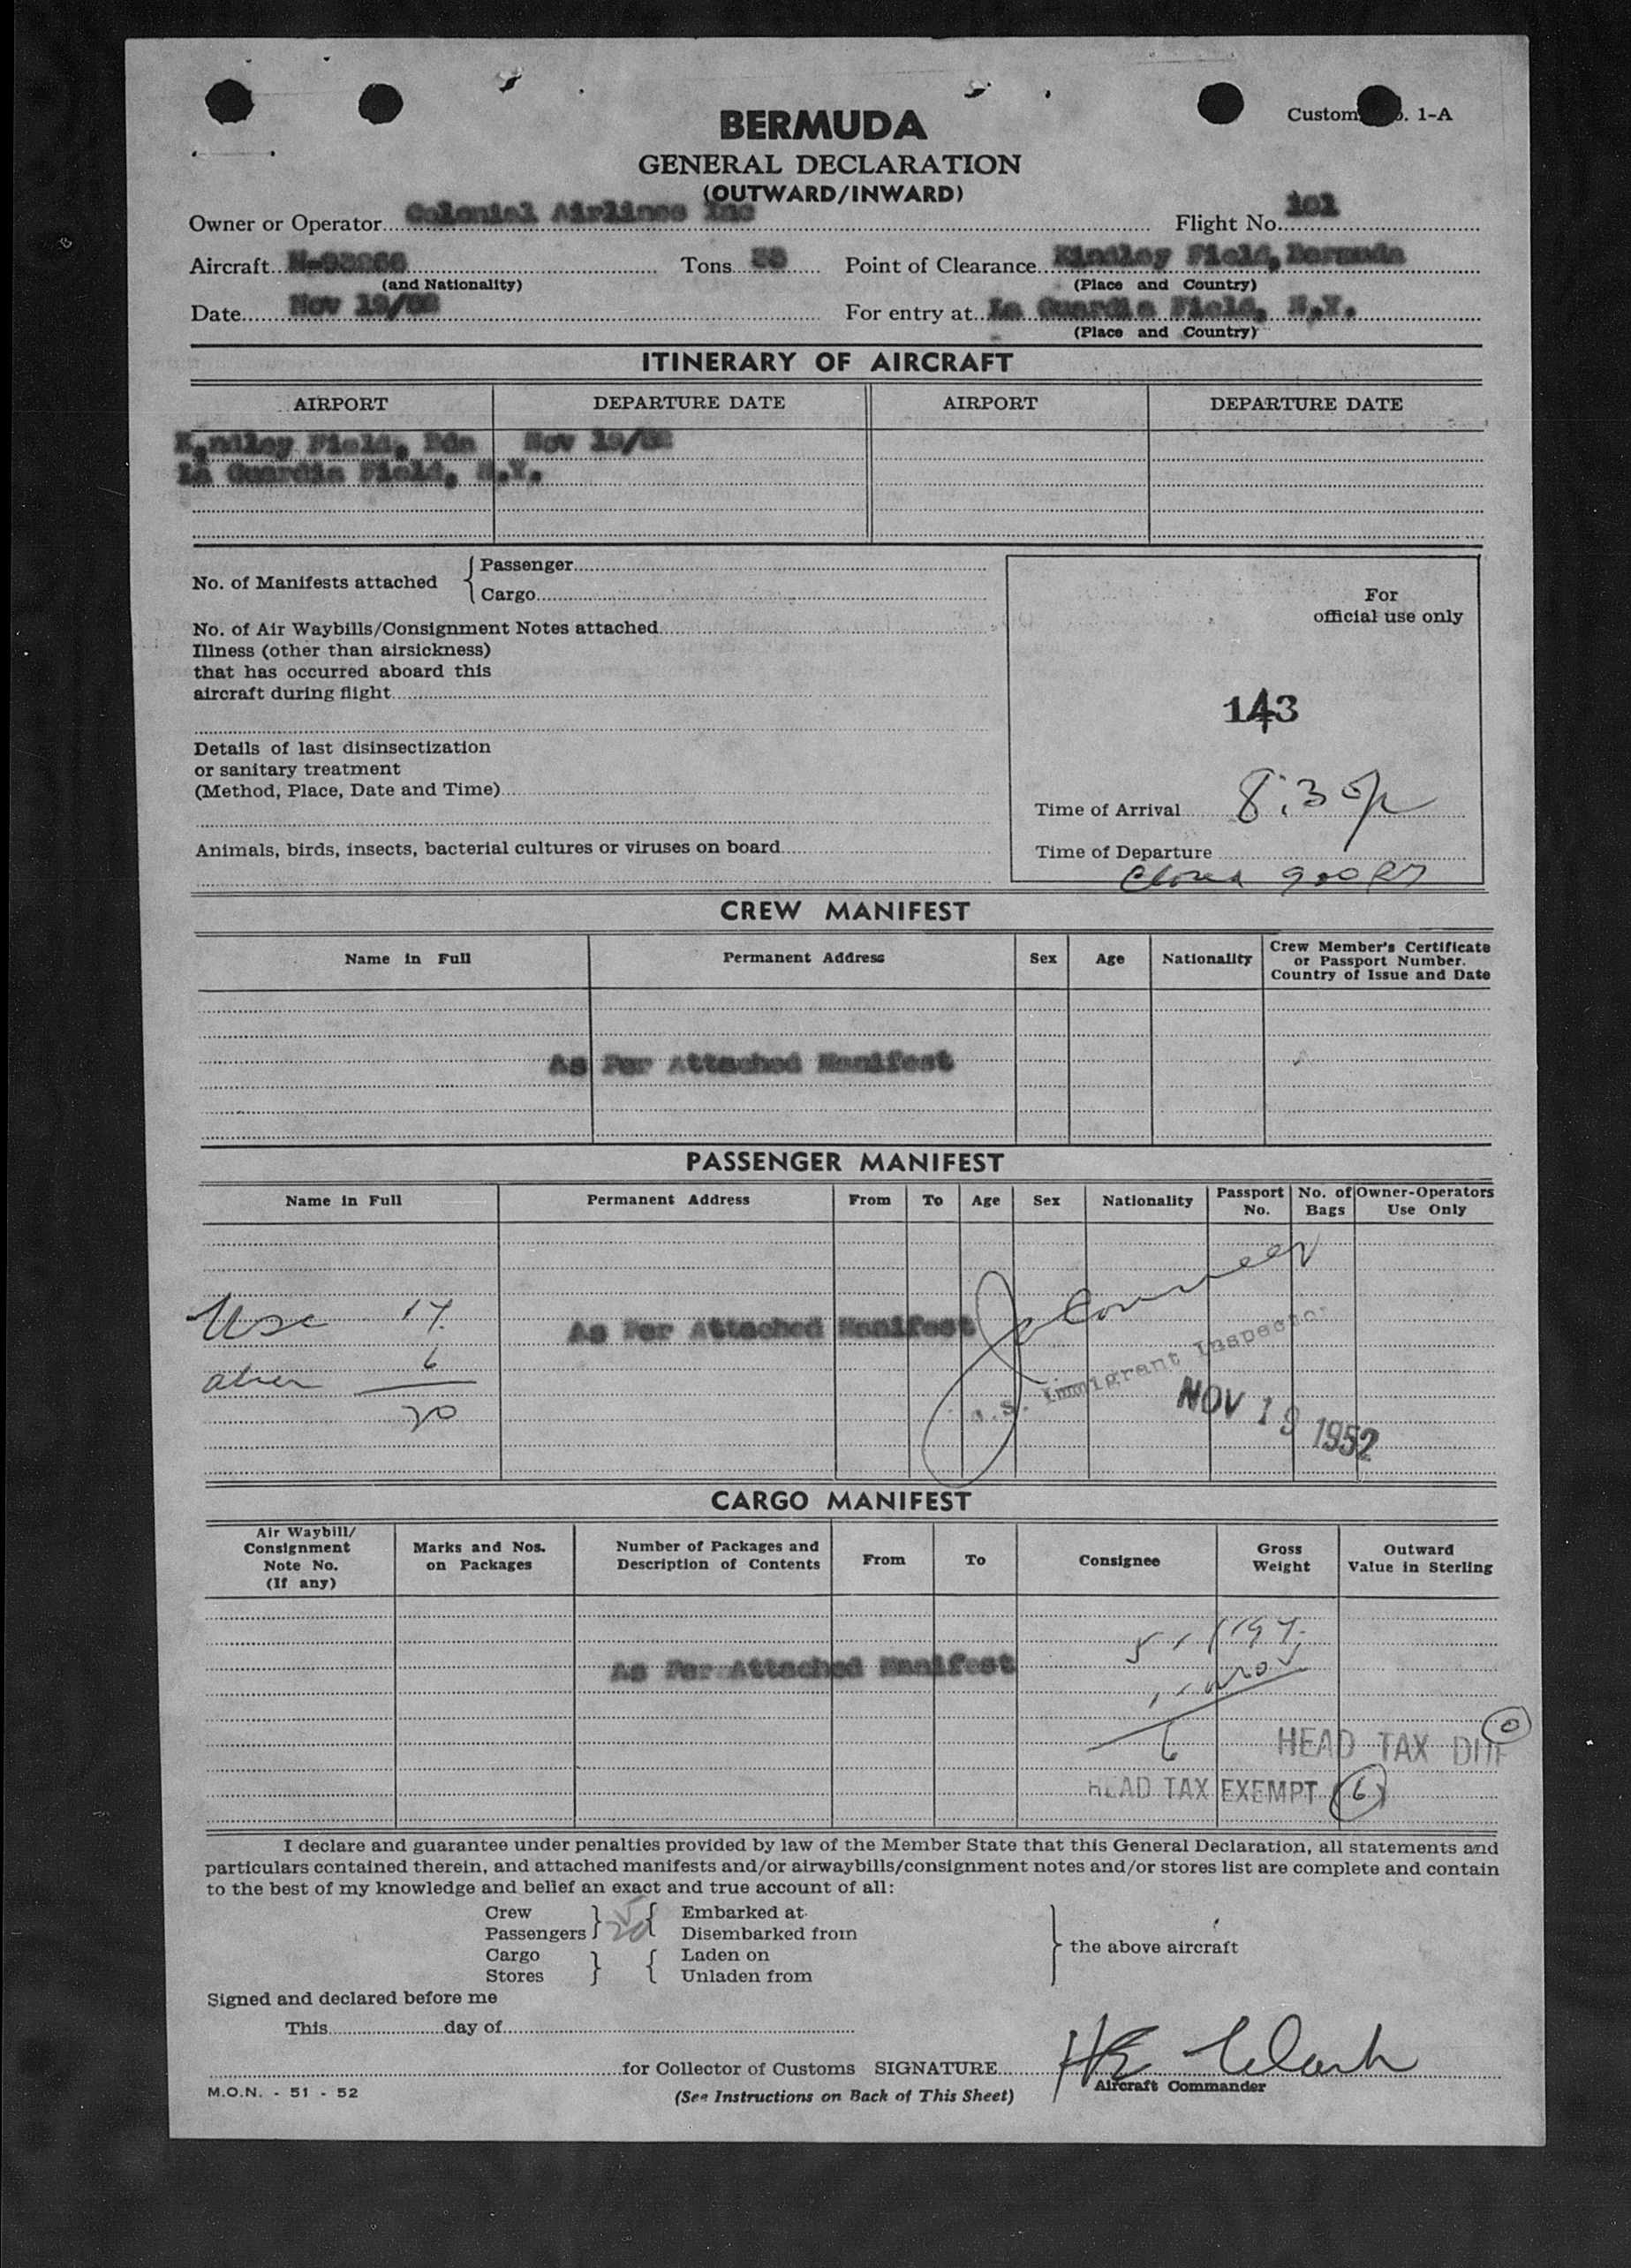 Customs 1-A
BERMUDA
GENERAL DECLARATION
(OUTWARD/INWARD)
Owner or Operator Colonial Airlines Inc Flight No. 101
Aircraft Tons Point of Clearance Kindley Field, Bermuda
(and Nationality) (Place and Country)
Date Nov 19/52 For entry at La Guardia Field, N.Y.
(Place and Country)
ITINERARY OF AIRCRAFT
AIRPORT DEPARTURE DATE AIRPORT DEPARTURE DATE
Kindley Field, Bda Nov 19/52
La Guardia Field, N.Y.
No. of Manifests attached { Passenger
Cargo
For
official use only
No. of Air Waybills/Consignment Notes attached
Illness (other than airsickness)
that has occurred aboard this
aircraft during flight
143
Details of last disinsectization
or sanitary treatment
(Method, Place, Date and Time)
Time of Arrival 8:30p
Animals, birds, insects, bacterial cultures or viruses on board
Time of Departure
900 PM
CREW MANIFEST
Name in Full Permanent Address Sex Age Nationality Crew Member's Certificate
or Passport Number.
Country of Issue and Date
As Per Attached Manifest
PASSENGER MANIFEST
Name in Full Permanent Address From To Age Sex Nationality Passport No. No. of Bags Owner-Operators Use Only
USC 14
As Per Attached Manifest
alien 6
20
U.S. Immigrant Inspector
NOV 19 1952
CARGO MANIFEST
Air Waybill/
Consignment
Note No.
(If any)
Marks and Nos.
on Packages
Number of Packages and
Description of Contents
From
To
Consignee
Gross
Weight
Outward
Value in Sterling
As Per Attached Manifest
6
HEAD TAX DUE 0
HEAD TAX EXEMPT (6)
I declare and guarantee under penalties provided by law of the Member State that this General Declaration, all statements and
particulars contained therein, and attached manifests and/or airwaybills/consignment notes and/or stores list are complete and contain
to the best of my knowledge and belief an exact and true account of all:
Crew 5 Embarked at
Passengers 20 Disembarked from
the above aircraft
Cargo Laden on
Stores Unladen from
Signed and declared before me
This day of
for Collector of Customs SIGNATURE HE Clark
Aircraft Commander
M.O.N. - 51 - 52
(See Instructions on Back of This Sheet)